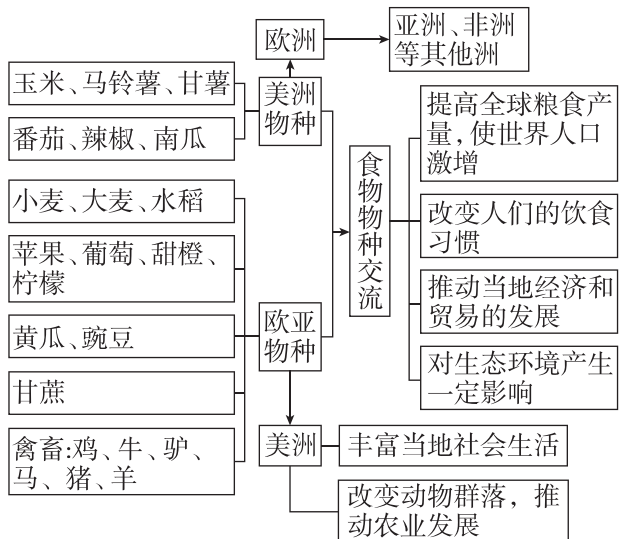 欧洲
亚洲、非洲
等其他洲
玉米、马铃薯、甘薯
番茄、辣椒、南瓜
美洲
物种
小麦、大麦、水稻
苹果、葡萄、甜橙、
柠檬
黄瓜、豌豆
甘蔗
禽畜:鸡、牛、驴、
马、猪、羊
欧亚
物种
美洲
食物物种交流
提高全球粮食产
量,使世界人口
激增
改变人们的饮食
习惯
推动当地经济和
贸易的发展
对生态环境产生
一定影响
丰富当地社会生活
改变动物群落，推
动农业发展